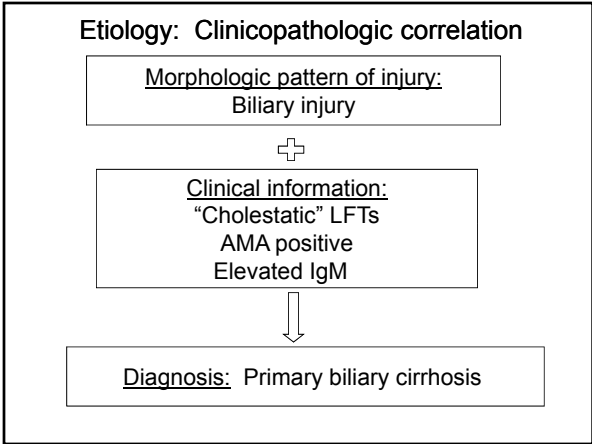 Etiology: Clinicopathologic correlation
Morphologic pattern of injury:
Biliary injury
Clinical information:
“Cholestatic” LFTs
AMA positive
Elevated IgM
Diagnosis: Primary biliary cirrhosis